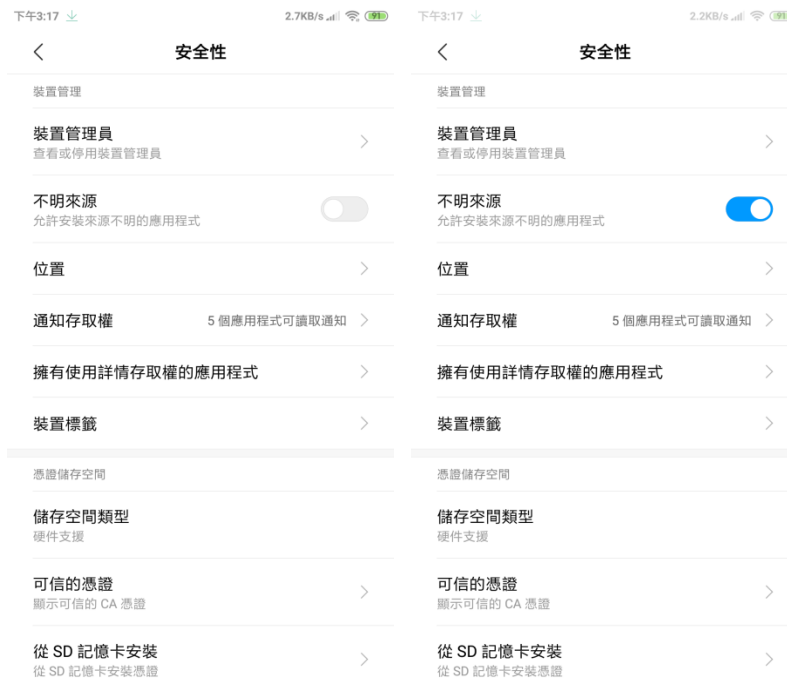 下午3:17
2.7KB/s
91
安全性
裝置管理
裝置管理員
查看或停用裝置管理員
不明來源
允許安裝來源不明的應用程式
位置
通知存取權
5 個應用程式可讀取通知
擁有使用詳情存取權的應用程式
裝置標籤
憑證儲存空間
儲存空間類型
硬件支援
可信的憑證
顯示可信的 CA 憑證
從 SD 記憶卡安裝
從 SD 記憶卡安裝憑證
下午3:17
2.2KB/s
91
安全性
裝置管理
裝置管理員
查看或停用裝置管理員
不明來源
允許安裝來源不明的應用程式
位置
通知存取權
5 個應用程式可讀取通知
擁有使用詳情存取權的應用程式
裝置標籤
憑證儲存空間
儲存空間類型
硬件支援
可信的憑證
顯示可信的 CA 憑證
從 SD 記憶卡安裝
從 SD 記憶卡安裝憑證